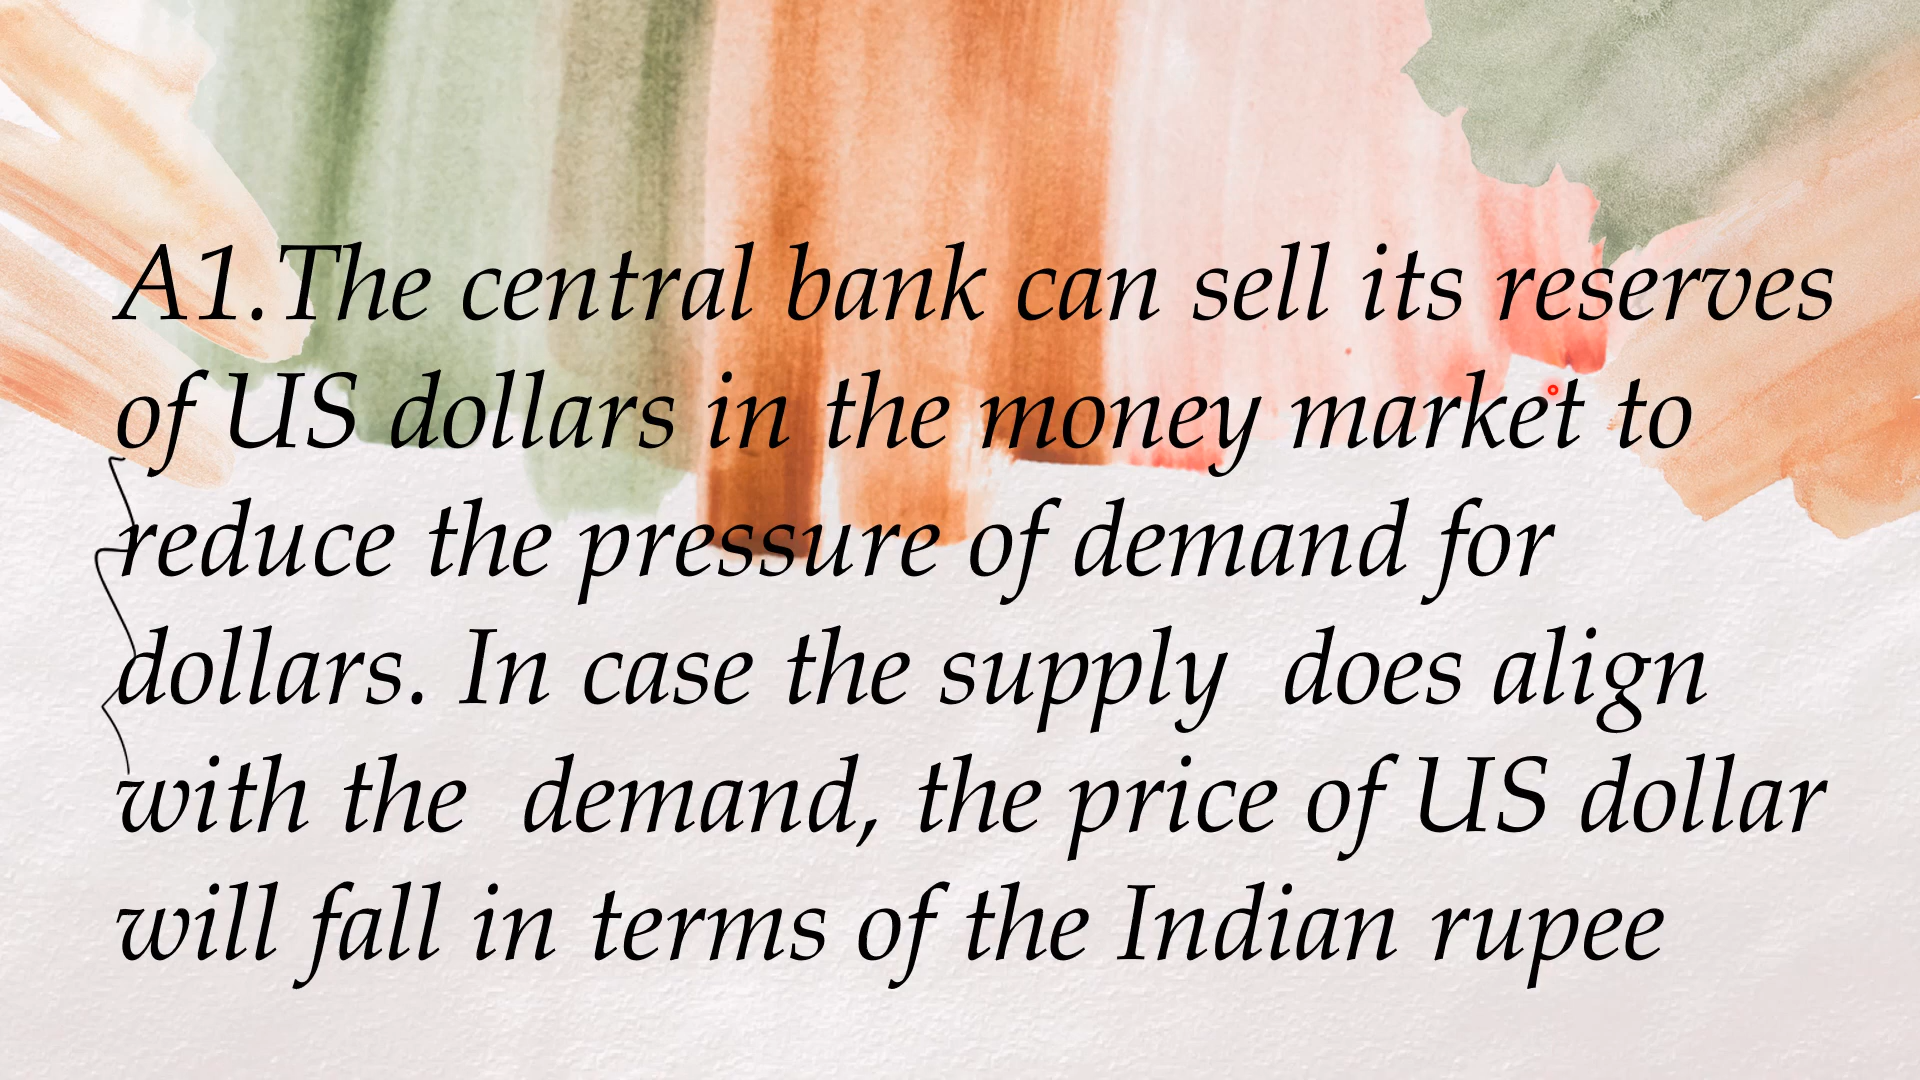 A1.The central bank can sell its reserves
of US dollars in the money market to
reduce the pressure of demand for
dollars. In case the supply  does align
with the  demand, the price of US dollar
will fall in terms of the Indian rupee